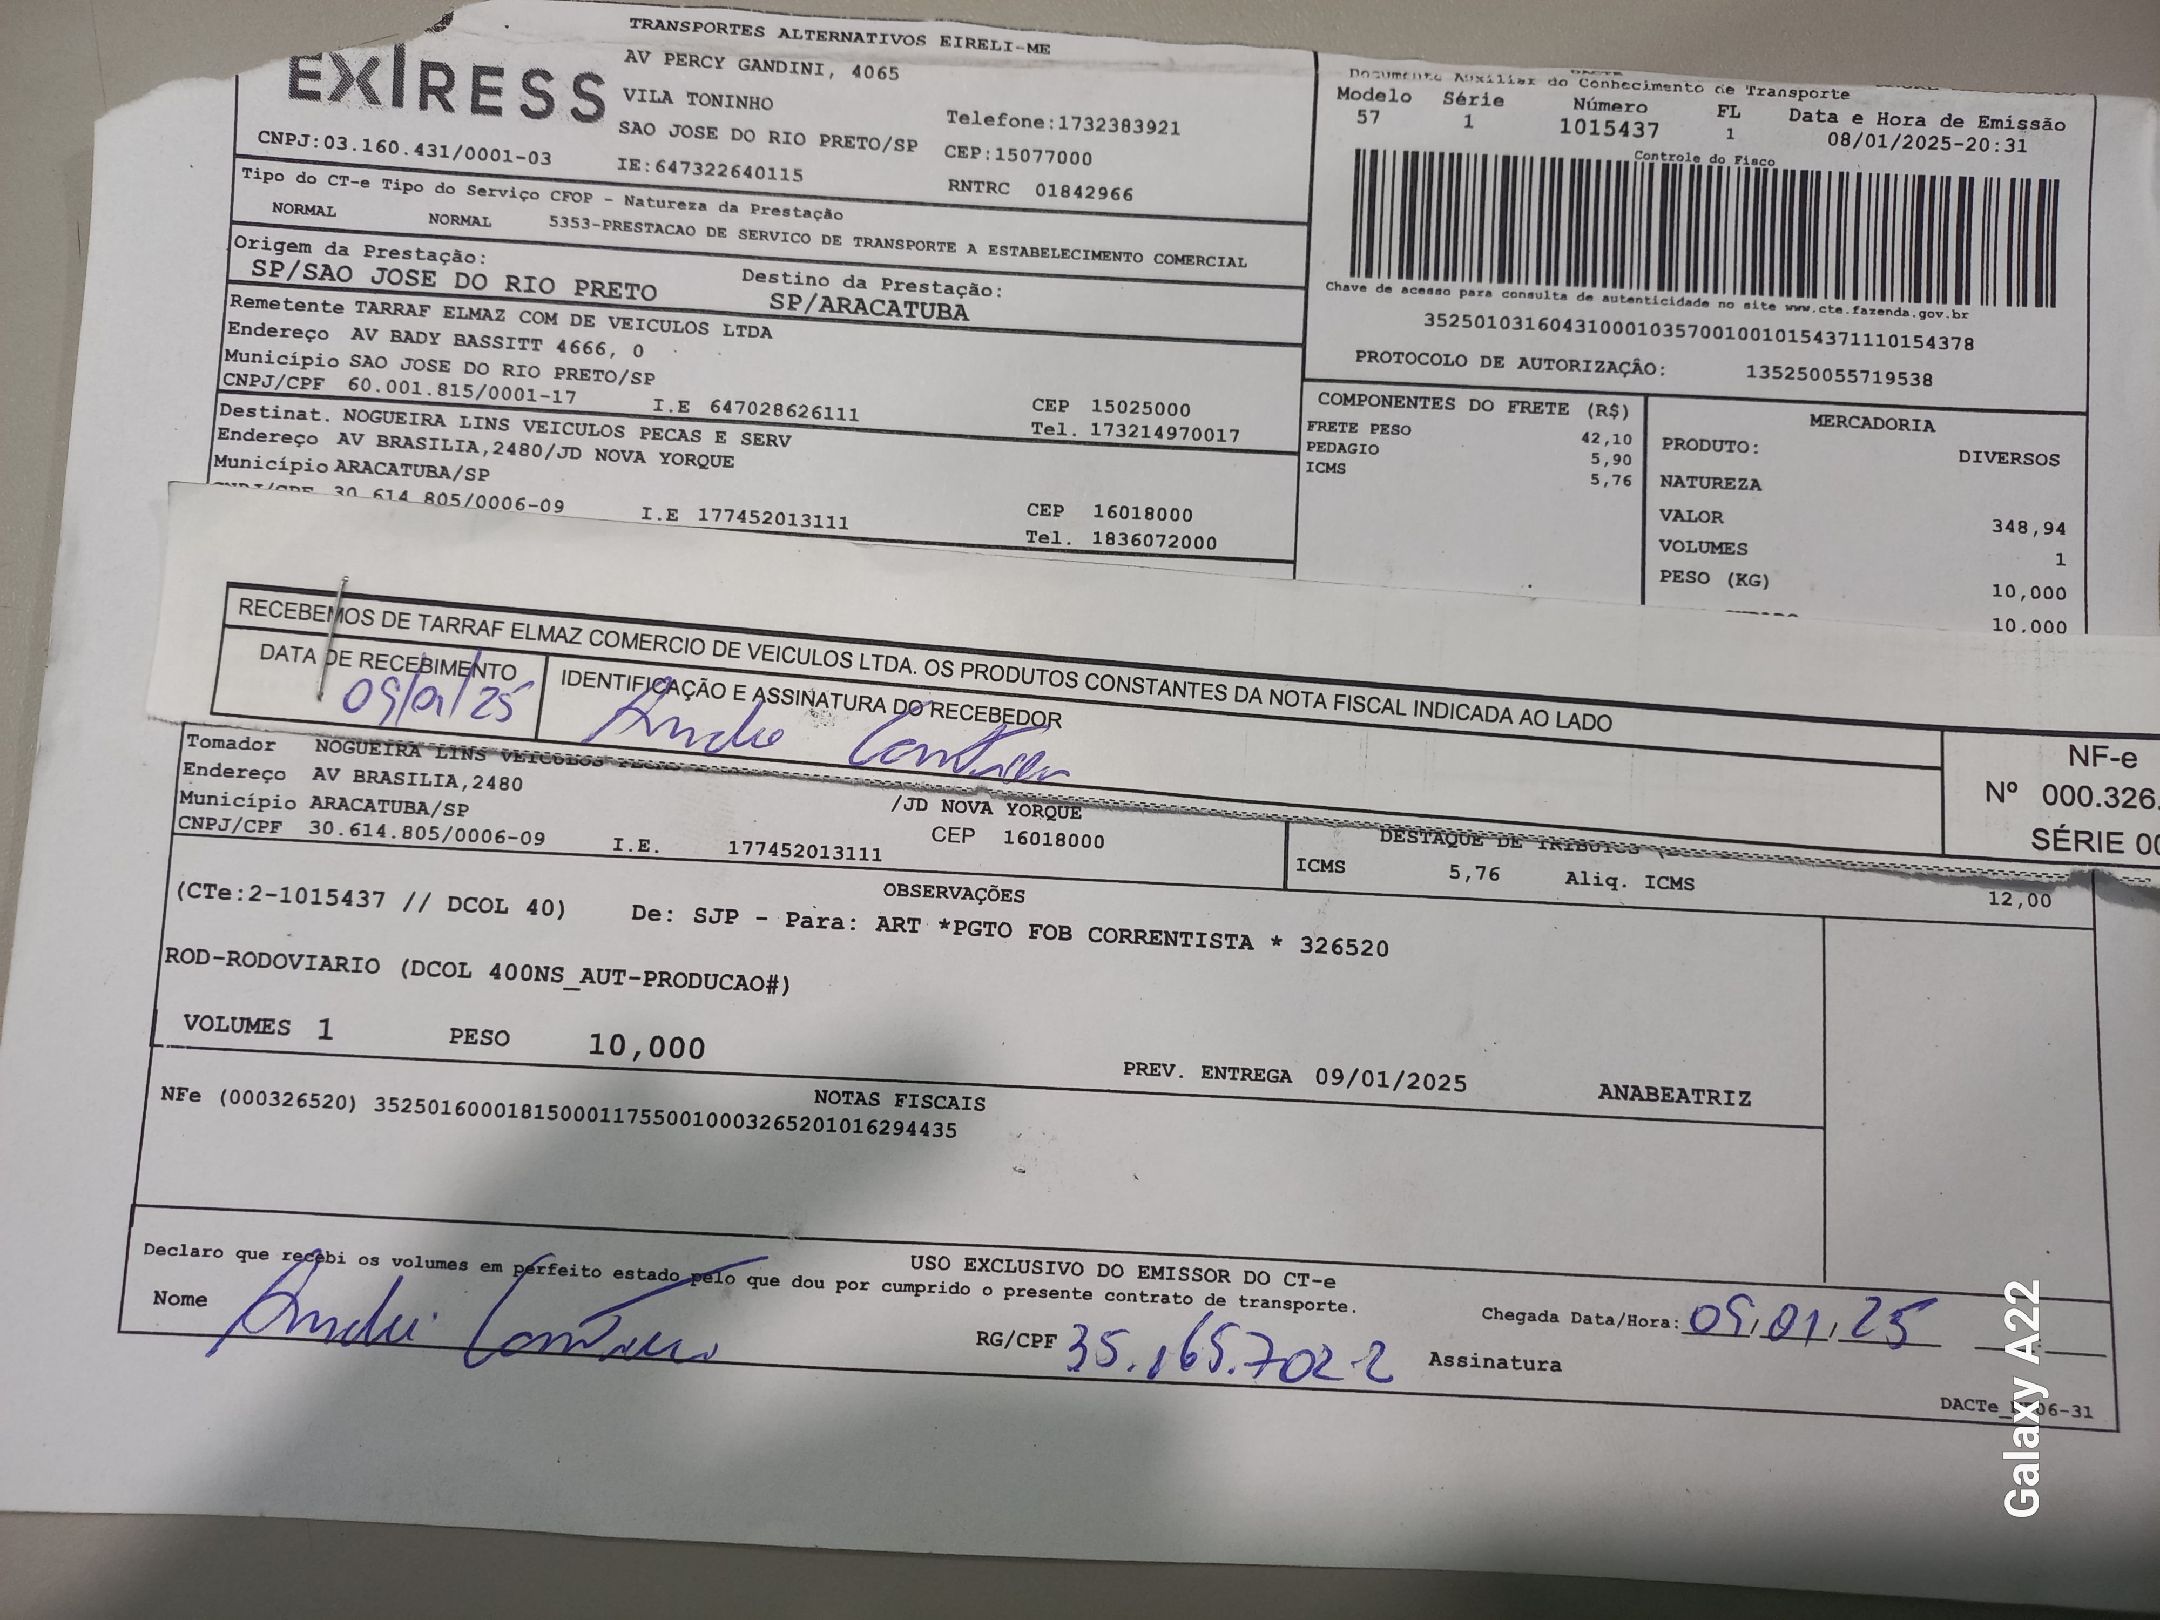 EXPRESS
TRANSPORTES ALTERNATIVOS EIRELI-ME
AV PERCY GANDINI, 4065
VILA TONINHO
SAO JOSE DO RIO PRETO/SP
Telefone:1732383921
CEP:15077000
CNPJ:03.160.431/0001-03
IE:647322640115
RNTRC 01842966
Documento Auxiliar do Conhecimento de Transporte
Modelo Série Número FL Data e Hora de Emissão
57 1 1015437 1 08/01/2025-20:31
Controle do Fisco
Chave de acesso para consulta de autenticidade no site www.cte.fazenda.gov.br
35250103160431000103570010010154371110154378
PROTOCOLO DE AUTORIZAÇÃO: 135250055719538
Tipo do CT-e Tipo do Serviço CFOP - Natureza da Prestação
NORMAL NORMAL 5353-PRESTACAO DE SERVICO DE TRANSPORTE A ESTABELECIMENTO COMERCIAL
Origem da Prestação: Destino da Prestação:
SP/SAO JOSE DO RIO PRETO SP/ARACATUBA
Remetente TARRAF ELMAZ COM DE VEICULOS LTDA
Endereço AV BADY BASSITT 4666, 0
Município SAO JOSE DO RIO PRETO/SP CEP 15025000
CNPJ/CPF 60.001.815/0001-17 I.E 647028626111 Tel. 173214970017
Destinat. NOGUEIRA LINS VEICULOS PECAS E SERV
Endereço AV BRASILIA,2480/JD NOVA YORQUE
Município ARACATUBA/SP CEP 16018000
CNPJ/CPF 30.614.805/0006-09 I.E 177452013111 Tel. 1836072000
COMPONENTES DO FRETE (R$)
FRETE PESO 42,10
PEDAGIO 5,90
ICMS 5,76
MERCADORIA
PRODUTO: DIVERSOS
NATUREZA
VALOR 348,94
VOLUMES 1
PESO (KG) 10,000
10,000
RECEBEMOS DE TARRAF ELMAZ COMERCIO DE VEICULOS LTDA. OS PRODUTOS CONSTANTES DA NOTA FISCAL INDICADA AO LADO
DATA DE RECEBIMENTO IDENTIFICAÇÃO E ASSINATURA DO RECEBEDOR
09/01/25
NF-e
Nº 000.326.
SÉRIE 00
Tomador NOGUEIRA LINS VEICULOS PECAS
Endereço AV BRASILIA,2480 /JD NOVA YORQUE
Município ARACATUBA/SP CEP 16018000
CNPJ/CPF 30.614.805/0006-09 I.E. 177452013111
DESTAQUE DE TRIBUTOS
ICMS 5,76 Aliq. ICMS 12,00
OBSERVAÇÕES
(CTe:2-1015437 // DCOL 40) De: SJP - Para: ART *PGTO FOB CORRENTISTA * 326520
ROD-RODOVIARIO (DCOL 400NS_AUT-PRODUCAO#)
VOLUMES 1 PESO 10,000 PREV. ENTREGA 09/01/2025 ANABEATRIZ
NOTAS FISCAIS
NFe (000326520) 35250160001815000117550010003265201016294435
USO EXCLUSIVO DO EMISSOR DO CT-e
Declaro que recebi os volumes em perfeito estado pelo que dou por cumprido o presente contrato de transporte.
Nome RG/CPF 35.165.702-2 Chegada Data/Hora: 09,01,25
Assinatura
DACTe_ 06-31
Galaxy A22